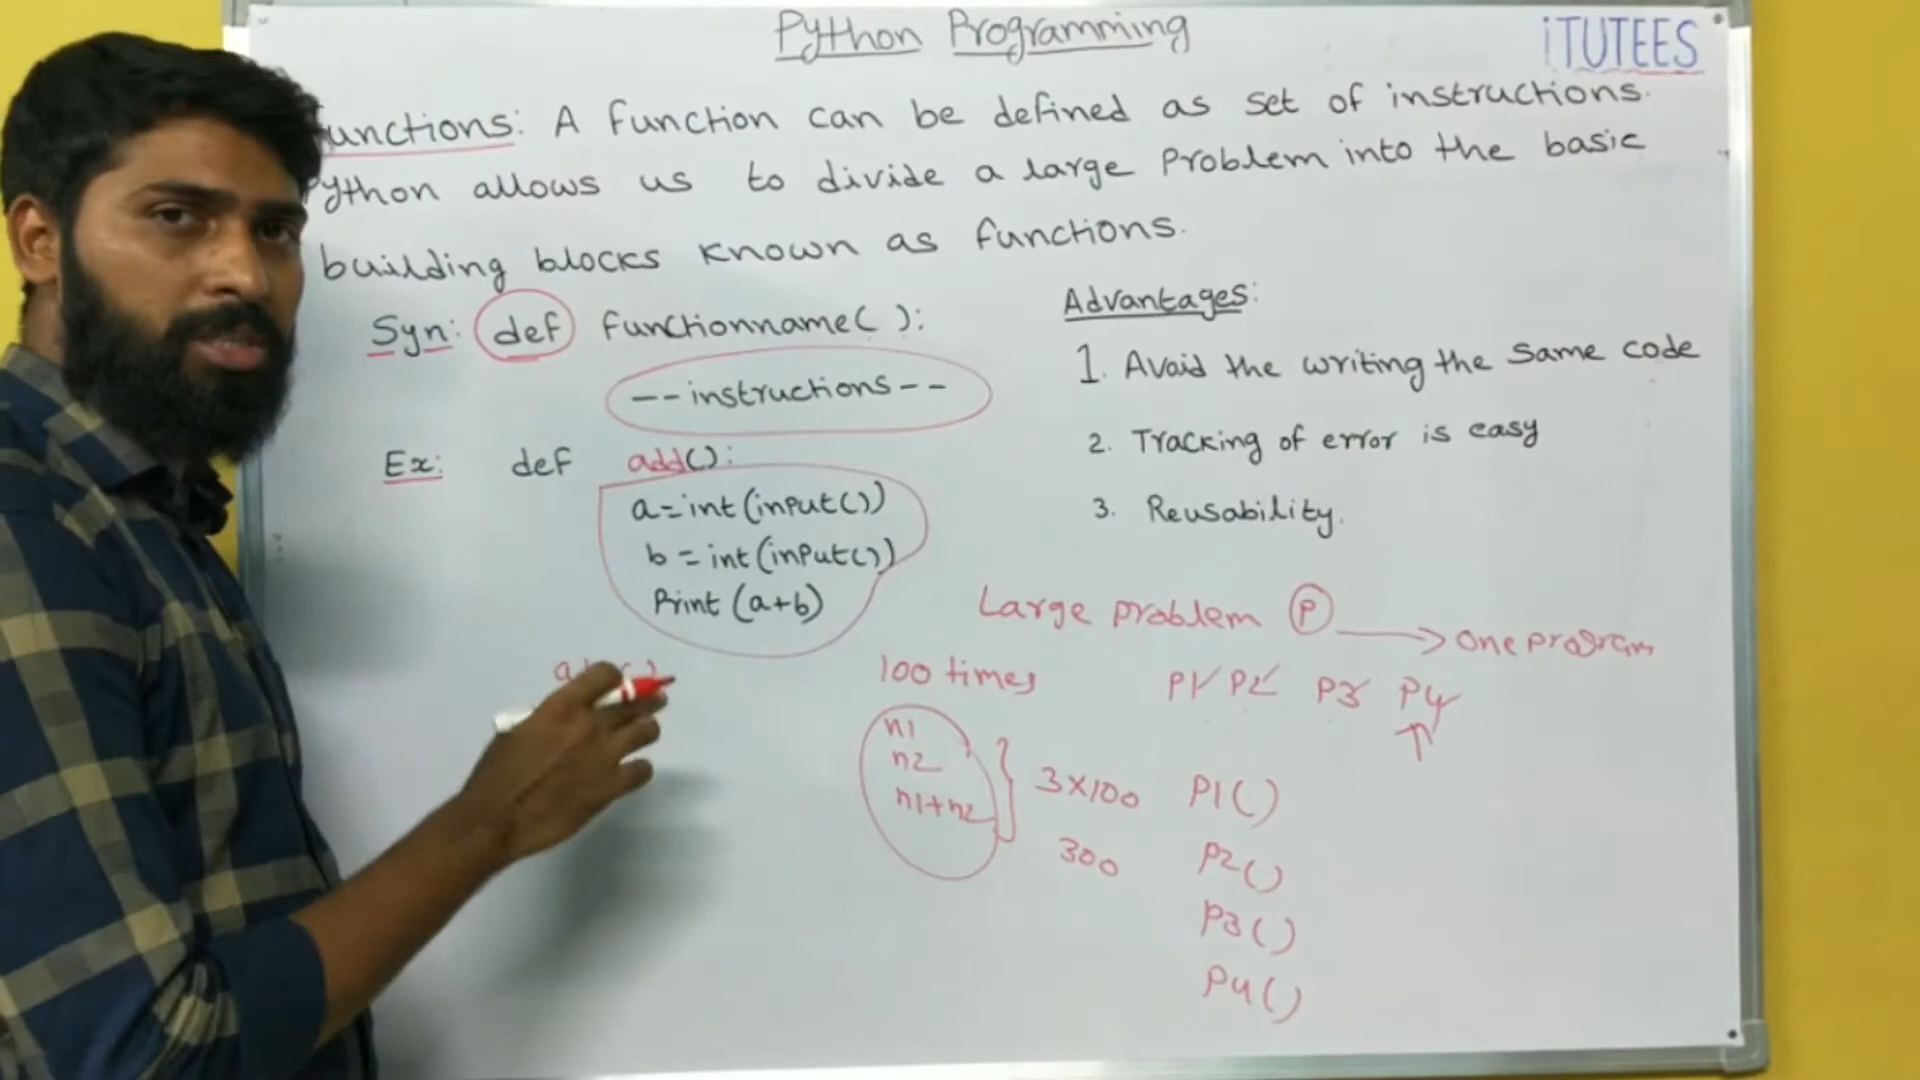 Python Programming
iTUTEES
unctions: A function can be defined as set of instructions.
Python allows us to divide a large Problem into the basic
building blocks known as functions.
Syn: def functionname( ):
--instructions--
Ex: def add():
a=int(input())
b=int(input())
Print (a+b)
Advantages:
1. Avoid the writing the same code
2. Tracking of error is easy
3. Reusability.
Large problem P → One program
100 times
P1 P2 P3 P4
n1
n2
n1+n2
3x100
300
P1( )
P2( )
P3( )
P4( )